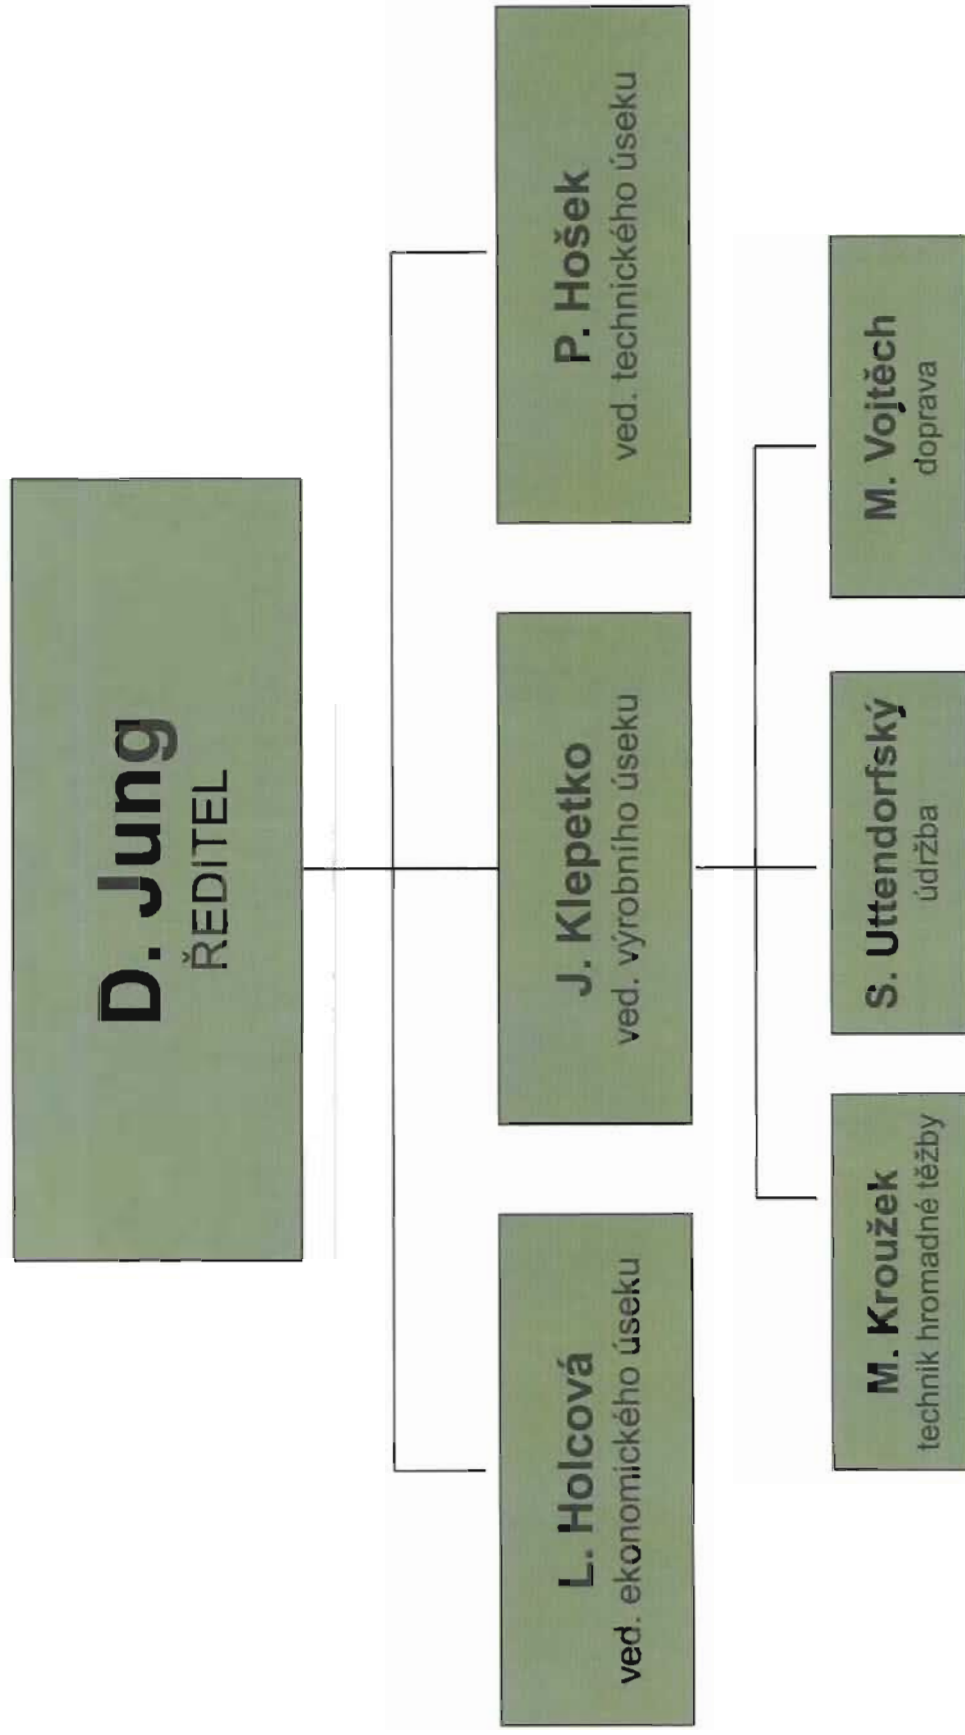 D. Jung
ŘEDITEL
L. Holcová
ved. ekonomického úseku
J. Klepetko
ved. výrobního úseku
P. Hošek
ved. technického úseku
M. Kroužek
technik hromadné těžby
S. Uttendorfský
údržba
M. Vojtěch
doprava